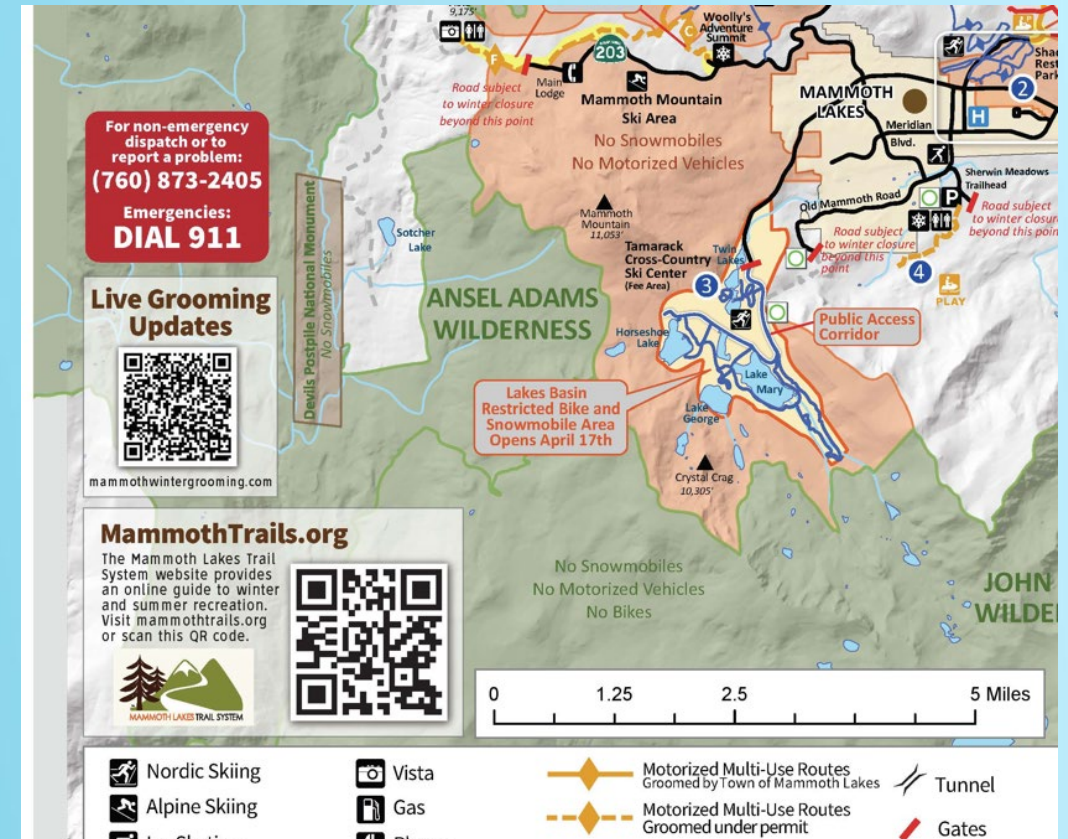 9,175'
F
203
C
Woolly's
Adventure
Summit
Main
Lodge
Road subject
to winter closure
beyond this point
Mammoth Mountain
Ski Area
No Snowmobiles
No Motorized Vehicles
MAMMOTH
LAKES
Meridian
Blvd.
H
2
Park
Sherwin Meadows
Trailhead
P
Old Mammoth Road
Road subject
to winter closure
beyond this
point
Road subject
to winter closur
beyond this poin
4
PLAY
For non-emergency
dispatch or to
report a problem:
(760) 873-2405
Emergencies:
DIAL 911
Devils Postpile National Monument
No Snowmobiles
Sotcher
Lake
Mammoth
Mountain
11,053'
Tamarack
Cross-Country
Ski Center
(Fee Area)
Twin
Lakes
3
ANSEL ADAMS
WILDERNESS
Horseshoe
Lake
Public Access
Corridor
Lake
Mary
Lake
George
Lakes Basin
Restricted Bike and
Snowmobile Area
Opens April 17th
Crystal Crag
10,305'
Live Grooming
Updates
mammothwintergrooming.com
MammothTrails.org
The Mammoth Lakes Trail
System website provides
an online guide to winter
and summer recreation.
Visit mammothtrails.org
or scan this QR code.
MAMMOTH LAKES TRAIL SYSTEM
No Snowmobiles
No Motorized Vehicles
No Bikes
JOHN
WILDE
0 1.25 2.5 5 Miles
Nordic Skiing
Alpine Skiing
Vista
Gas
Motorized Multi-Use Routes
Groomed by Town of Mammoth Lakes
Motorized Multi-Use Routes
Groomed under permit
Tunnel
Gates